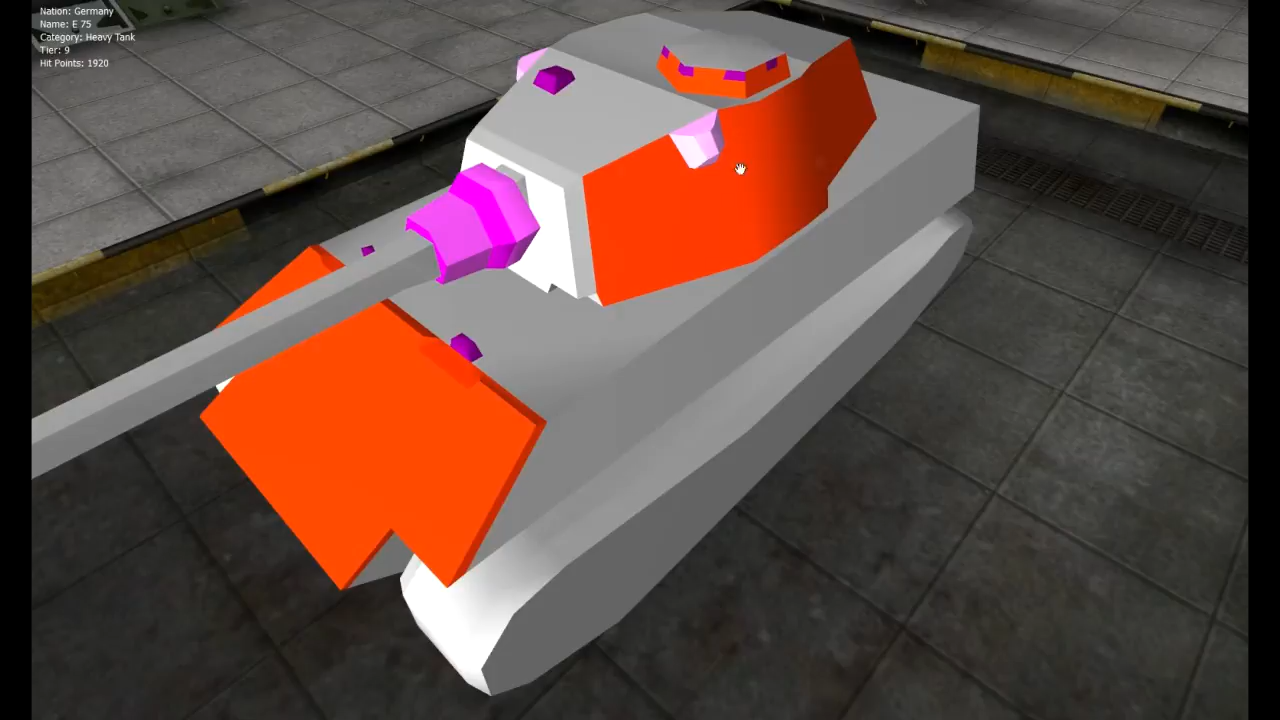 Nation: Germany
Name: E 75
Category: Heavy Tank
Tier: 9
Hit Points: 1920